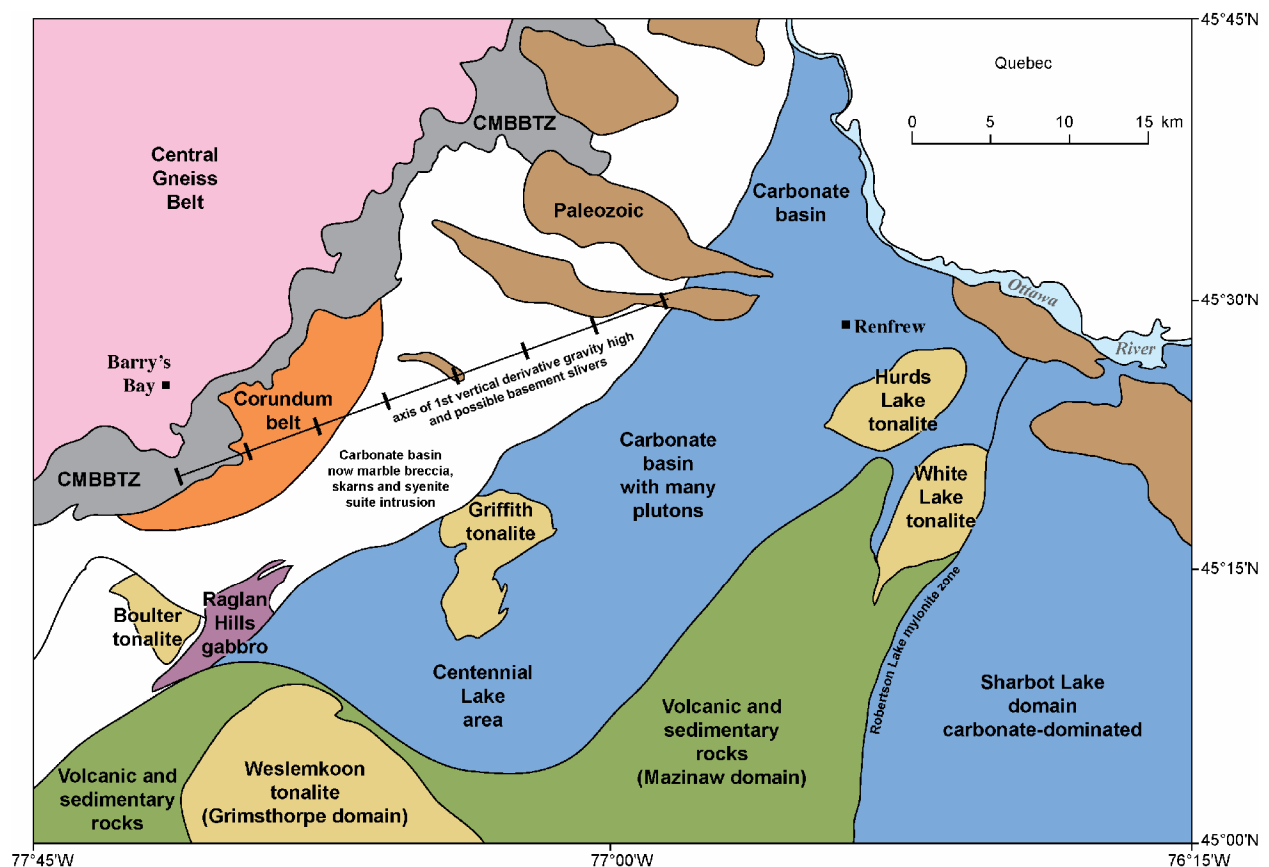 45°45'N
Quebec
0 5 10 15 km
CMBBTZ
Central
Gneiss
Belt
Carbonate
basin
Paleozoic
Ottawa
River
45°30'N
Renfrew
Barry's
Bay
Corundum
belt
axis of 1st vertical derivative gravity high
and possible basement slivers
Hurds
Lake
tonalite
Carbonate
basin
with many
plutons
Carbonate basin
now marble breccia,
skarns and syenite
suite intrusion
CMBBTZ
White
Lake
tonalite
Griffith
tonalite
45°15'N
Boulter
tonalite
Raglan
Hills
gabbro
Robertson Lake mylonite zone
Centennial
Lake
area
Sharbot Lake
domain
carbonate-dominated
Volcanic and
sedimentary
rocks
(Mazinaw domain)
Volcanic and
sedimentary
rocks
Weslemkoon
tonalite
(Grimsthorpe domain)
45°00'N
77°45'W
77°00'W
76°15'W